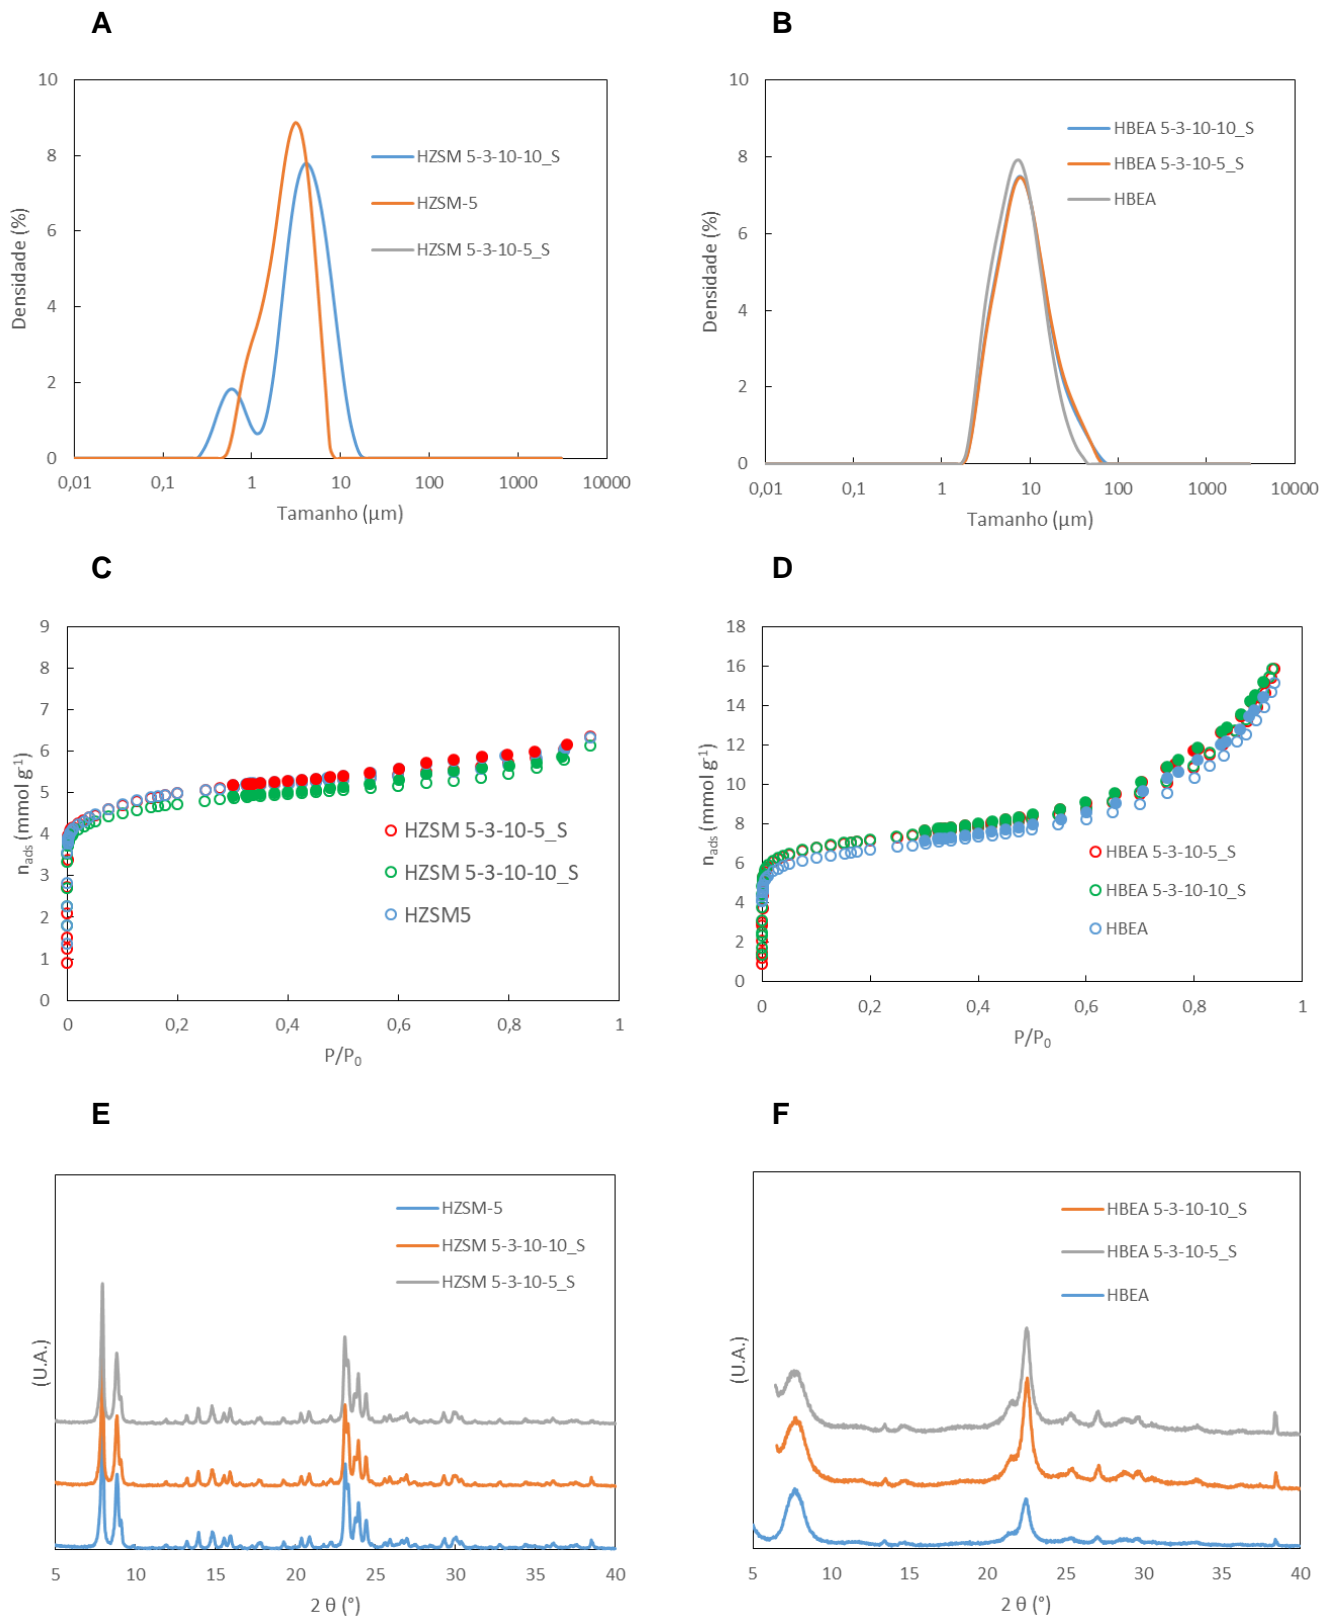 A
10
8
6
4
2
0
Densidade (%)
HZSM 5-3-10-10_S
HZSM-5
HZSM 5-3-10-5_S
0,01
0,1
1
10
100
1000
10000
Tamanho (µm)
B
10
8
6
4
2
0
Densidade (%)
HBEA 5-3-10-10_S
HBEA 5-3-10-5_S
HBEA
0,01
0,1
1
10
100
1000
10000
Tamanho (µm)
C
9
8
7
6
5
4
3
2
1
0
n_ads (mmol g⁻¹)
HZSM 5-3-10-5_S
HZSM 5-3-10-10_S
HZSM5
0
0,2
0,4
0,6
0,8
1
P/P₀
D
18
16
14
12
10
8
6
4
2
0
n_ads (mmol g⁻¹)
HBEA 5-3-10-5_S
HBEA 5-3-10-10_S
HBEA
0
0,2
0,4
0,6
0,8
1
P/P₀
E
(U.A.)
HZSM-5
HZSM 5-3-10-10_S
HZSM 5-3-10-5_S
5
10
15
20
25
30
35
40
2 θ (°)
F
(U.A.)
HBEA 5-3-10-10_S
HBEA 5-3-10-5_S
HBEA
5
10
15
20
25
30
35
40
2 θ (°)